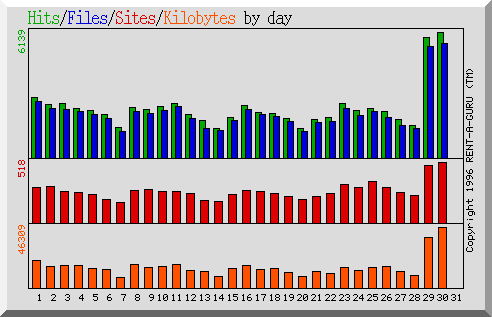 Hits/Files/Sites/Kilobytes by day
6139
518
46309
1 2 3 4 5 6 7 8 9 10 11 12 13 14 15 16 17 18 19 20 21 22 23 24 25 26 27 28 29 30 31
Copyright 1996 RENT-A-GURU (TM)